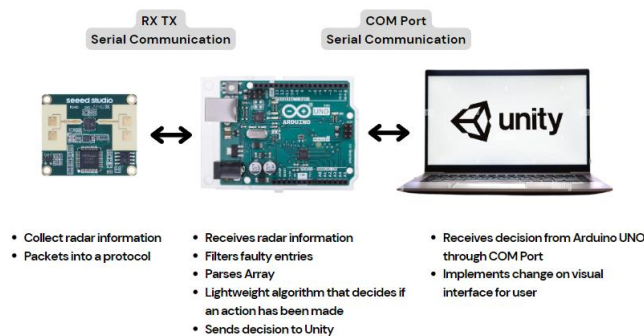 RX TX
Serial Communication
COM Port
Serial Communication
seeed studio
UNO
ARDUINO
unity
• Collect radar information
• Packets into a protocol
• Receives radar information
• Filters faulty entries
• Parses Array
• Lightweight algorithm that decides if
an action has been made
• Sends decision to Unity
• Receives decision from Arduino UNO
through COM Port
• Implements change on visual
interface for user